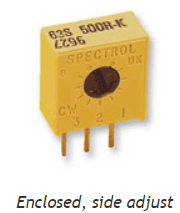 63S 500R-K
9627
SPECTROL
0 0X
CW
3 2 1
Enclosed, side adjust